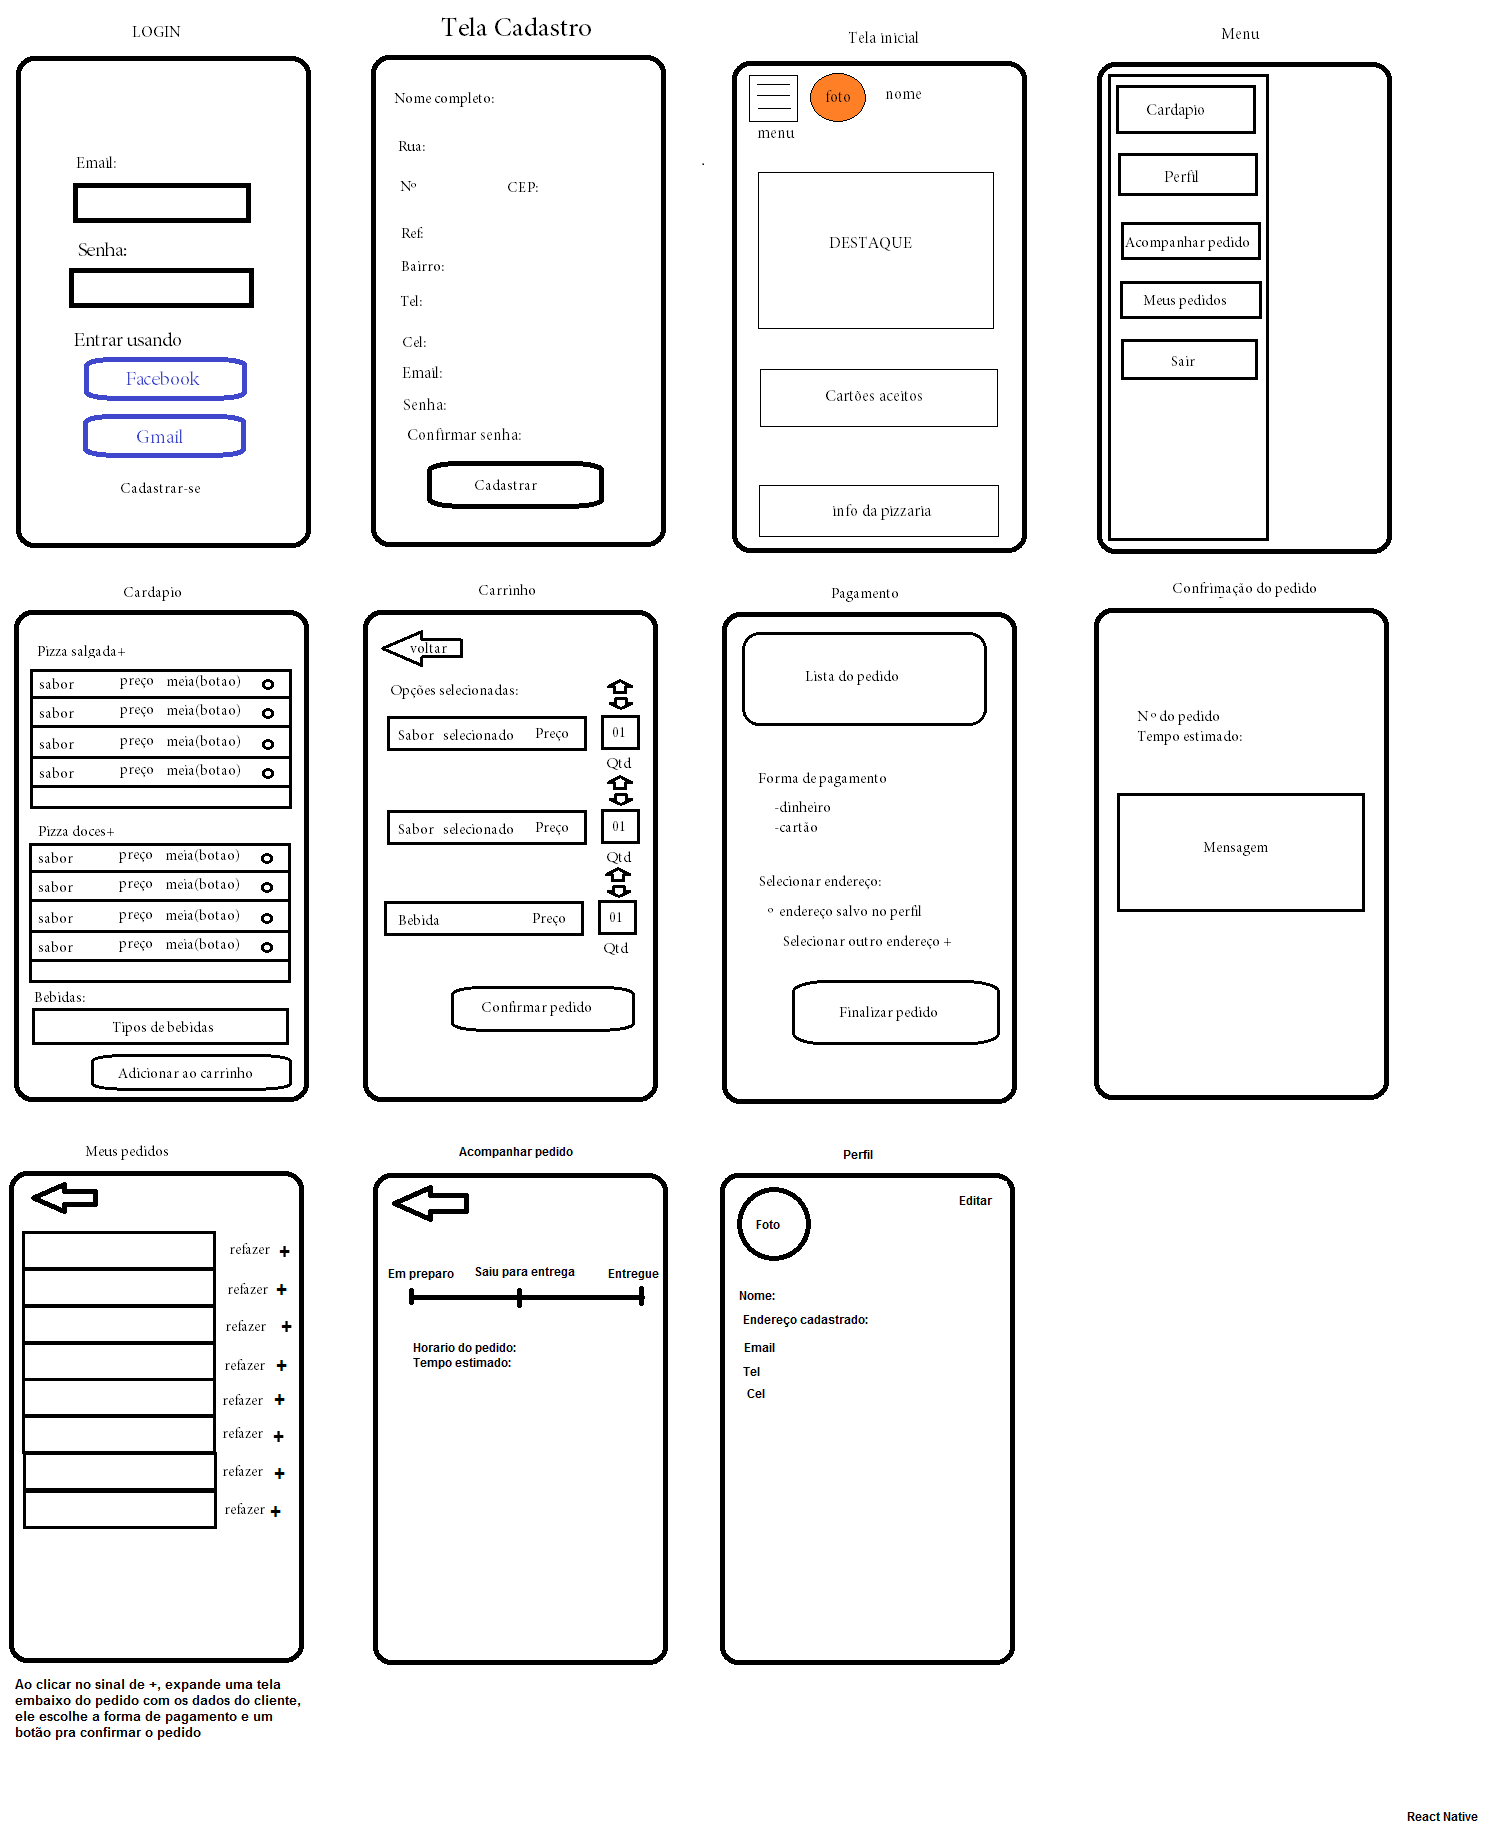 LOGIN
Email:
Senha:
Entrar usando
Facebook
Gmail
Cadastrar-se
Tela Cadastro
Nome completo:
Rua:
Nº CEP:
Ref:
Bairro:
Tel:
Cel:
Email:
Senha:
Confirmar senha:
Cadastrar
Tela inicial
foto nome
menu
DESTAQUE
Cartões aceitos
info da pizzaria
Menu
Cardapio
Perfil
Acompanhar pedido
Meus pedidos
Sair
Cardapio
Pizza salgada+
sabor preço meia(botao)
sabor preço meia(botao)
sabor preço meia(botao)
sabor preço meia(botao)
Pizza doces+
sabor preço meia(botao)
sabor preço meia(botao)
sabor preço meia(botao)
sabor preço meia(botao)
Bebidas:
Tipos de bebidas
Adicionar ao carrinho
Carrinho
voltar
Opções selecionadas:
Sabor selecionado Preço 01
Qtd
Sabor selecionado Preço 01
Qtd
Bebida Preço 01
Qtd
Confirmar pedido
Pagamento
Lista do pedido
Forma de pagamento
-dinheiro
-cartão
Selecionar endereço:
º endereço salvo no perfil
Selecionar outro endereço +
Finalizar pedido
Confrimação do pedido
Nº do pedido
Tempo estimado:
Mensagem
Meus pedidos
refazer +
refazer +
refazer +
refazer +
refazer +
refazer +
refazer +
refazer +
Ao clicar no sinal de +, expande uma tela
embaixo do pedido com os dados do cliente,
ele escolhe a forma de pagamento e um
botão pra confirmar o pedido
Acompanhar pedido
Em preparo Saiu para entrega Entregue
Horario do pedido:
Tempo estimado:
Perfil
Foto Editar
Nome:
Endereço cadastrado:
Email
Tel
Cel
React Native